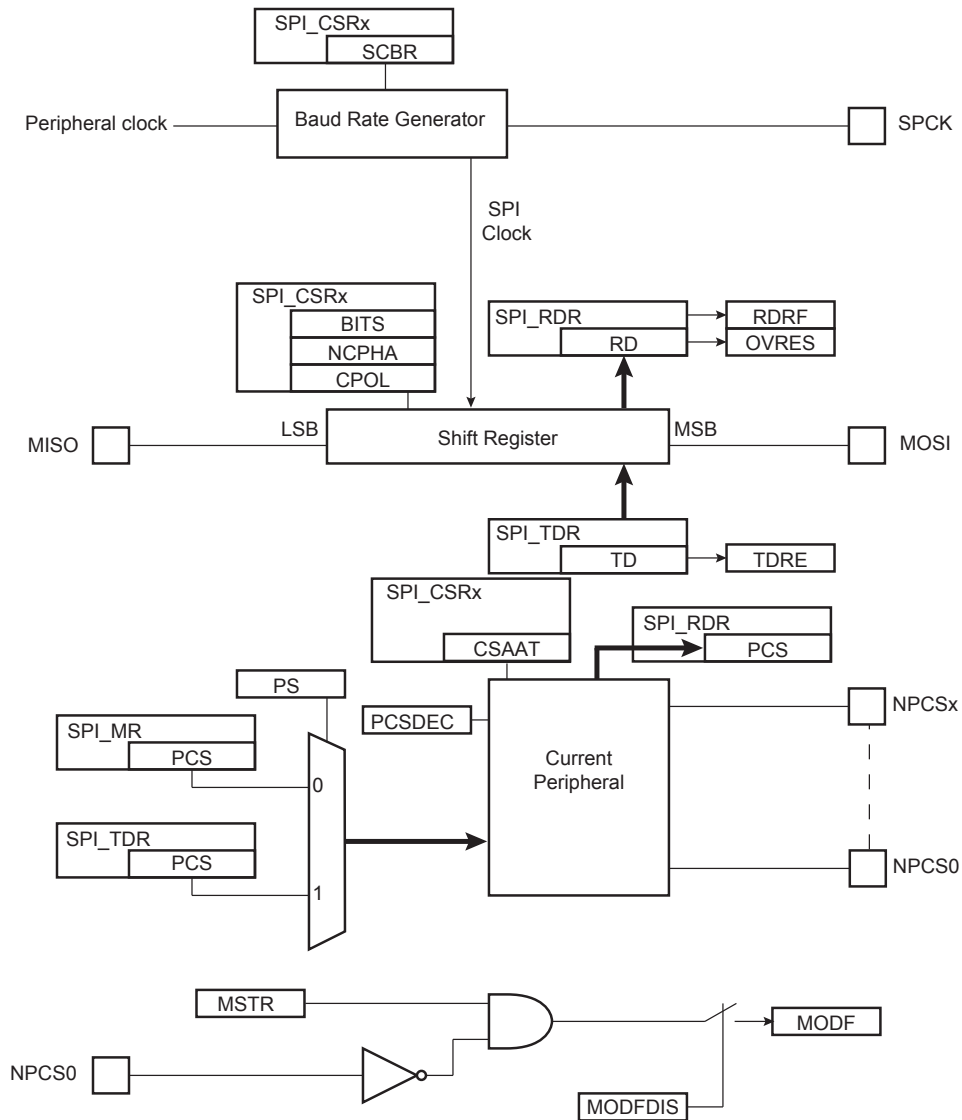 SPI_CSRx
SCBR
Peripheral clock
Baud Rate Generator
SPCK
SPI
Clock
SPI_CSRx
BITS
NCPHA
CPOL
SPI_RDR
RD
RDRF
OVRES
MISO
LSB
Shift Register
MSB
MOSI
SPI_TDR
TD
TDRE
SPI_CSRx
CSAAT
SPI_RDR
PCS
PS
PCSDEC
NPCSx
SPI_MR
PCS
0
Current
Peripheral
SPI_TDR
PCS
1
NPCS0
MSTR
MODF
NPCS0
MODFDIS